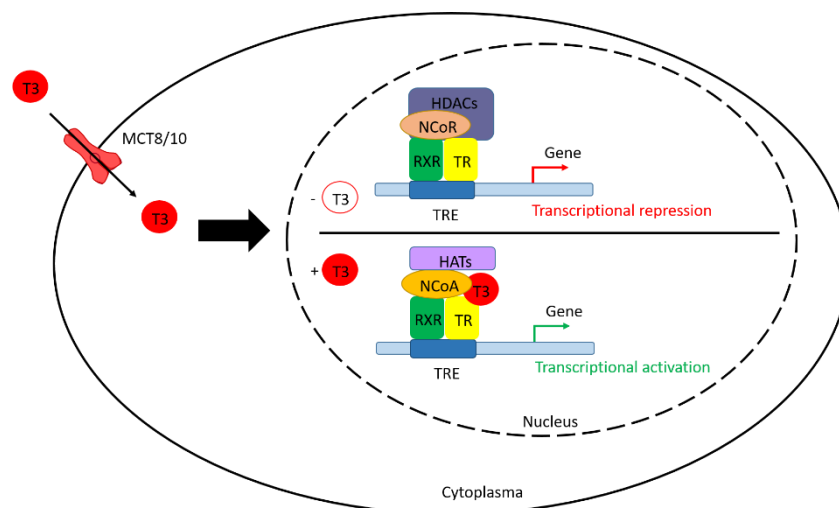 T3
MCT8/10
T3
HDACs
NCoR
RXR TR
Gene
- T3
TRE
Transcriptional repression
+ T3
HATs
NCoA T3
RXR TR
Gene
TRE
Transcriptional activation
Nucleus
Cytoplasma